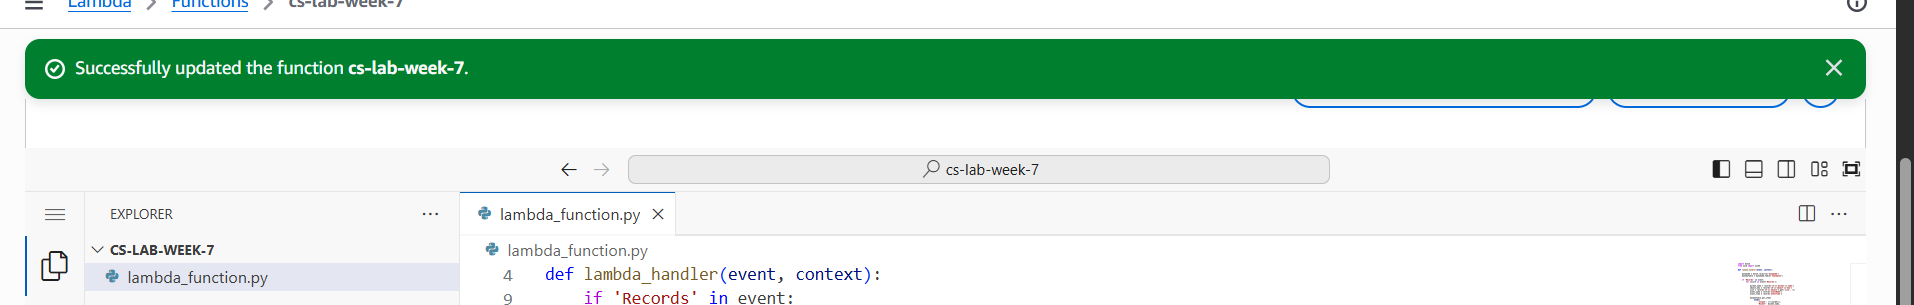 Lambda > Functions > cs-lab-week-7
Successfully updated the function cs-lab-week-7.
cs-lab-week-7
EXPLORER ...
lambda_function.py
CS-LAB-WEEK-7
lambda_function.py
lambda_function.py
4 def lambda_handler(event, context):
9 if 'Records' in event: